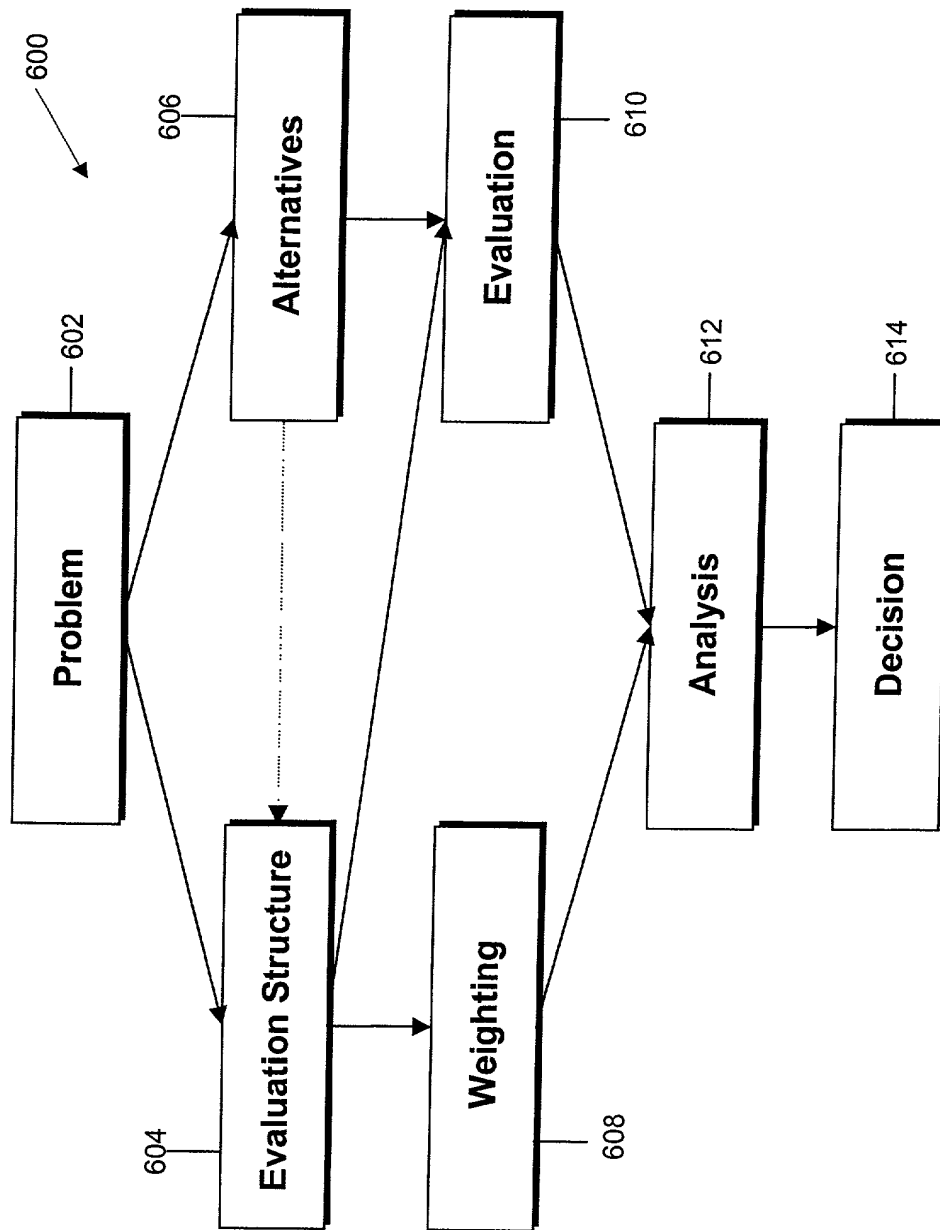 600
Problem
602
604
Evaluation Structure
Alternatives
606
Weighting
608
Evaluation
610
Analysis
612
Decision
614